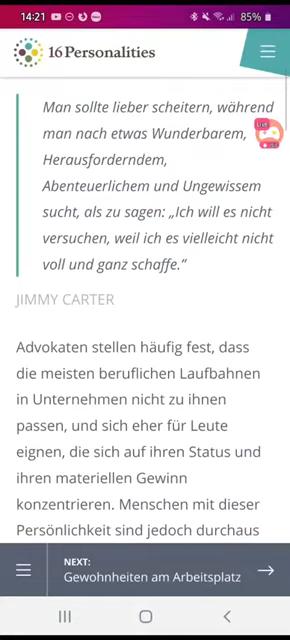 14:21
85%
16Personalities
Man sollte lieber scheitern, während
man nach etwas Wunderbarem,
Herausforderndem,
Abenteuerlichem und Ungewissem
sucht, als zu sagen: „Ich will es nicht
versuchen, weil ich es vielleicht nicht
voll und ganz schaffe.“
JIMMY CARTER
Advokaten stellen häufig fest, dass
die meisten beruflichen Laufbahnen
in Unternehmen nicht zu ihnen
passen, und sich eher für Leute
eignen, die sich auf ihren Status und
ihren materiellen Gewinn
konzentrieren. Menschen mit dieser
Persönlichkeit sind jedoch durchaus
NEXT:
Gewohnheiten am Arbeitsplatz